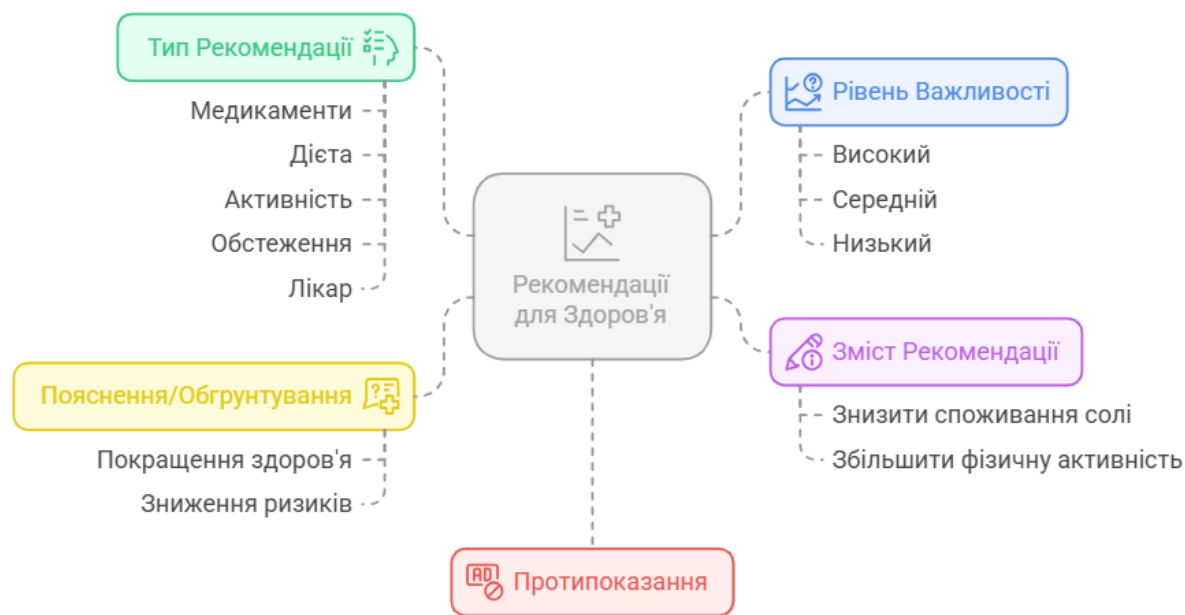 Тип Рекомендації
Медикаменти
Дієта
Активність
Обстеження
Лікар
Рівень Важливості
Високий
Середній
Низький
Рекомендації
для Здоров'я
Зміст Рекомендації
Знизити споживання солі
Збільшити фізичну активність
Пояснення/Обгрунтування
Покращення здоров'я
Зниження ризиків
AD
Протипоказання